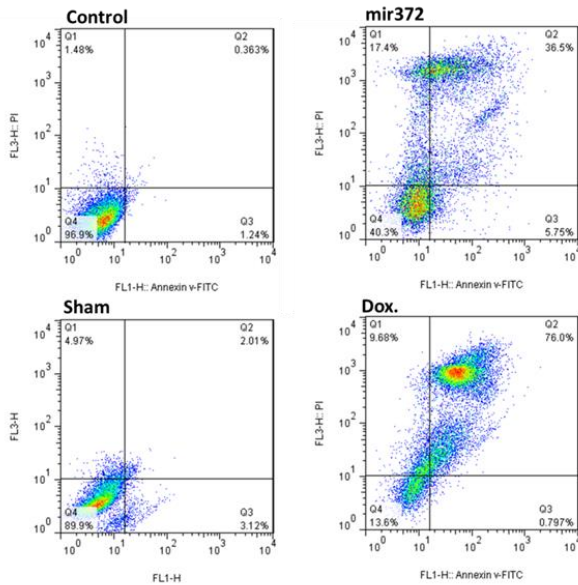 Control
Q1
1.48%
Q2
0.363%
Q4
96.9%
Q3
1.24%
10⁴
10³
10²
10¹
10⁰
10⁰ 10¹ 10² 10³ 10⁴
FL3-H:: PI
FL1-H:: Annexin v-FITC
mir372
Q1
17.4%
Q2
36.5%
Q4
40.3%
Q3
5.75%
10⁴
10³
10²
10¹
10⁰
10⁰ 10¹ 10² 10³ 10⁴
FL3-H:: PI
FL1-H:: Annexin v-FITC
Sham
Q1
4.97%
Q2
2.01%
Q4
89.9%
Q3
3.12%
10⁴
10³
10²
10¹
10⁰
10⁰ 10¹ 10² 10³ 10⁴
FL3-H
FL1-H
Dox.
Q1
9.68%
Q2
76.0%
Q4
13.6%
Q3
0.797%
10⁴
10³
10²
10¹
10⁰
10⁰ 10¹ 10² 10³ 10⁴
FL3-H:: PI
FL1-H:: Annexin v-FITC